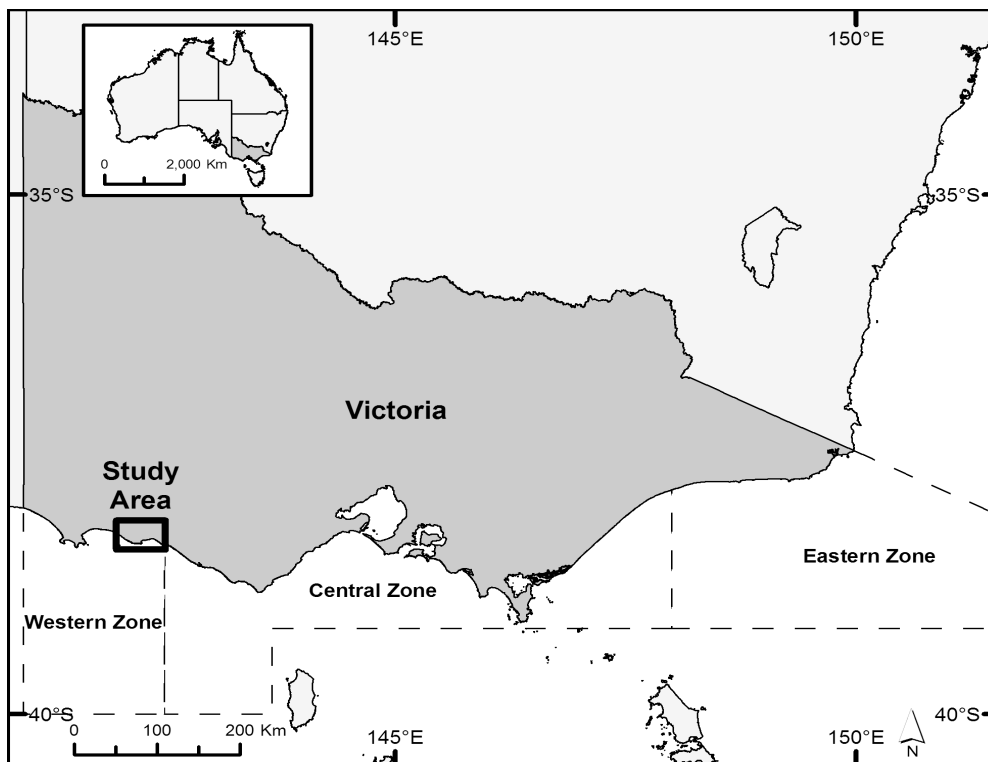 145°E
150°E
0
2,000 Km
35°S
35°S
Victoria
Study
Area
Eastern Zone
Central Zone
Western Zone
40°S
40°S
0
100
200 Km
145°E
150°E
N